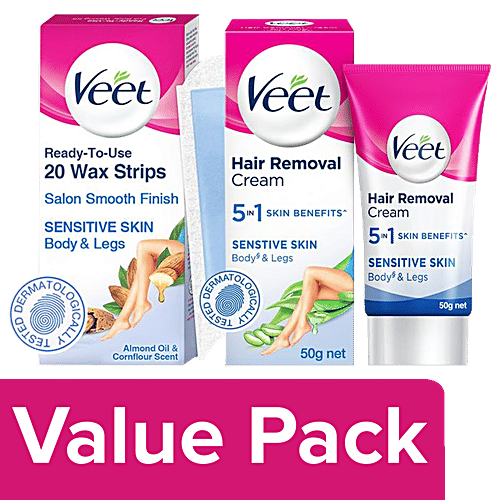 Veet
Ready-To-Use
20 Wax Strips
Salon Smooth Finish
SENSITIVE SKIN
Body & Legs
DERMATOLOGICALLY TESTED
Almond Oil &
Cornflour Scent
Veet
Hair Removal
Cream
5 IN 1 SKIN BENEFITS^
SENSITIVE SKIN
Body§ & Legs
DERMATOLOGICALLY TESTED
50g net
Veet
Hair Removal
Cream
5 IN 1 SKIN BENEFITS^
SENSITIVE SKIN
Body§ & Legs
50g net
Value Pack